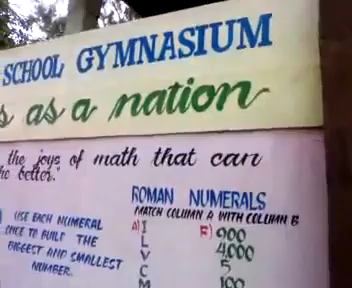 SCHOOL GYMNASIUM
s as a nation
the joys of math that can
better."
ROMAN NUMERALS
MATCH COLUMN A WITH COLUMN B
USE EACH NUMERAL
ONCE TO BUILD THE
BIGGEST AND SMALLEST
NUMBER.
A) I B) 900
L 4,000
V 5
C 100
M